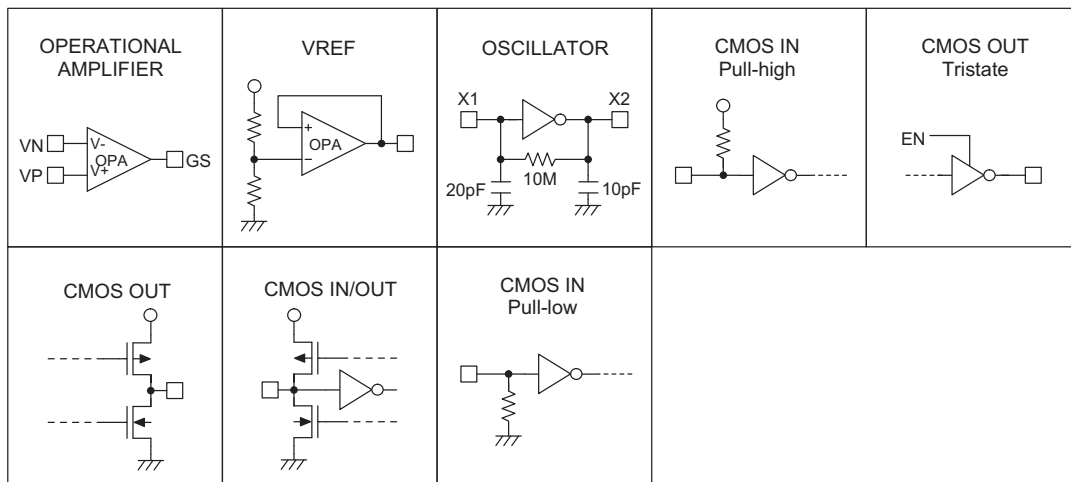 OPERATIONAL
AMPLIFIER
VN
V-
OPA
VP
V+
GS
VREF
+
OPA
−
OSCILLATOR
X1
X2
10M
20pF
10pF
CMOS IN
Pull-high
CMOS OUT
Tristate
EN
CMOS OUT
CMOS IN/OUT
CMOS IN
Pull-low